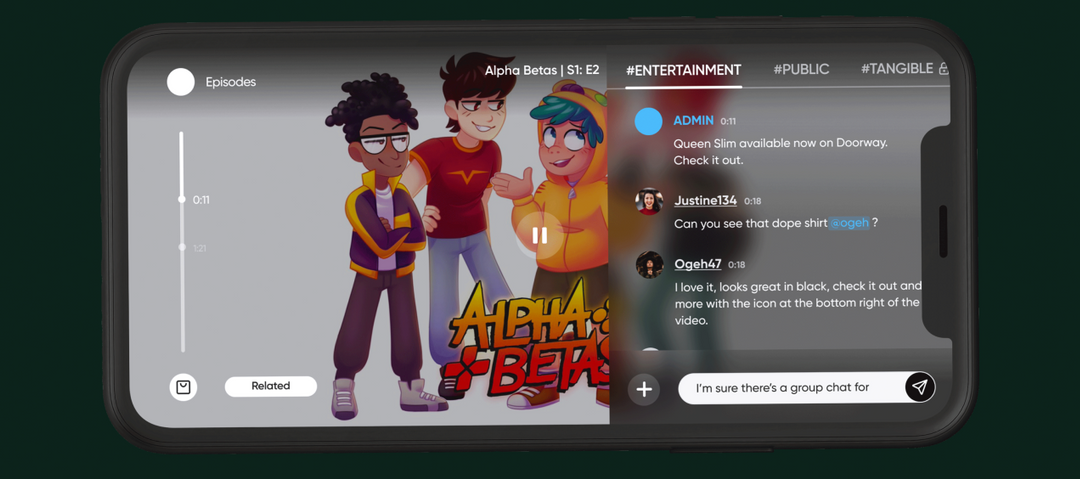 Episodes
Alpha Betas | S1: E2
0:11
1:21
Related
ALPHA
BETAS
#ENTERTAINMENT
#PUBLIC
#TANGIBLE
ADMIN 0:11
Queen Slim available now on Doorway.
Check it out.
Justine134 0:18
Can you see that dope shirt @ogeh ?
Ogeh47 0:18
I love it, looks great in black, check it out and
more with the icon at the bottom right of the
video.
I'm sure there's a group chat for